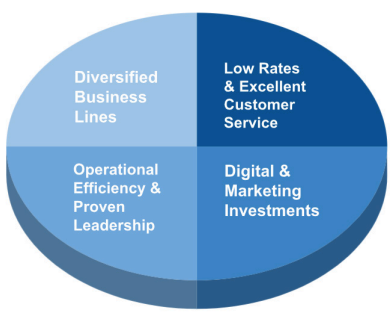 Diversified
Business
Lines
Low Rates
& Excellent
Customer
Service
Operational
Efficiency &
Proven
Leadership
Digital &
Marketing
Investments